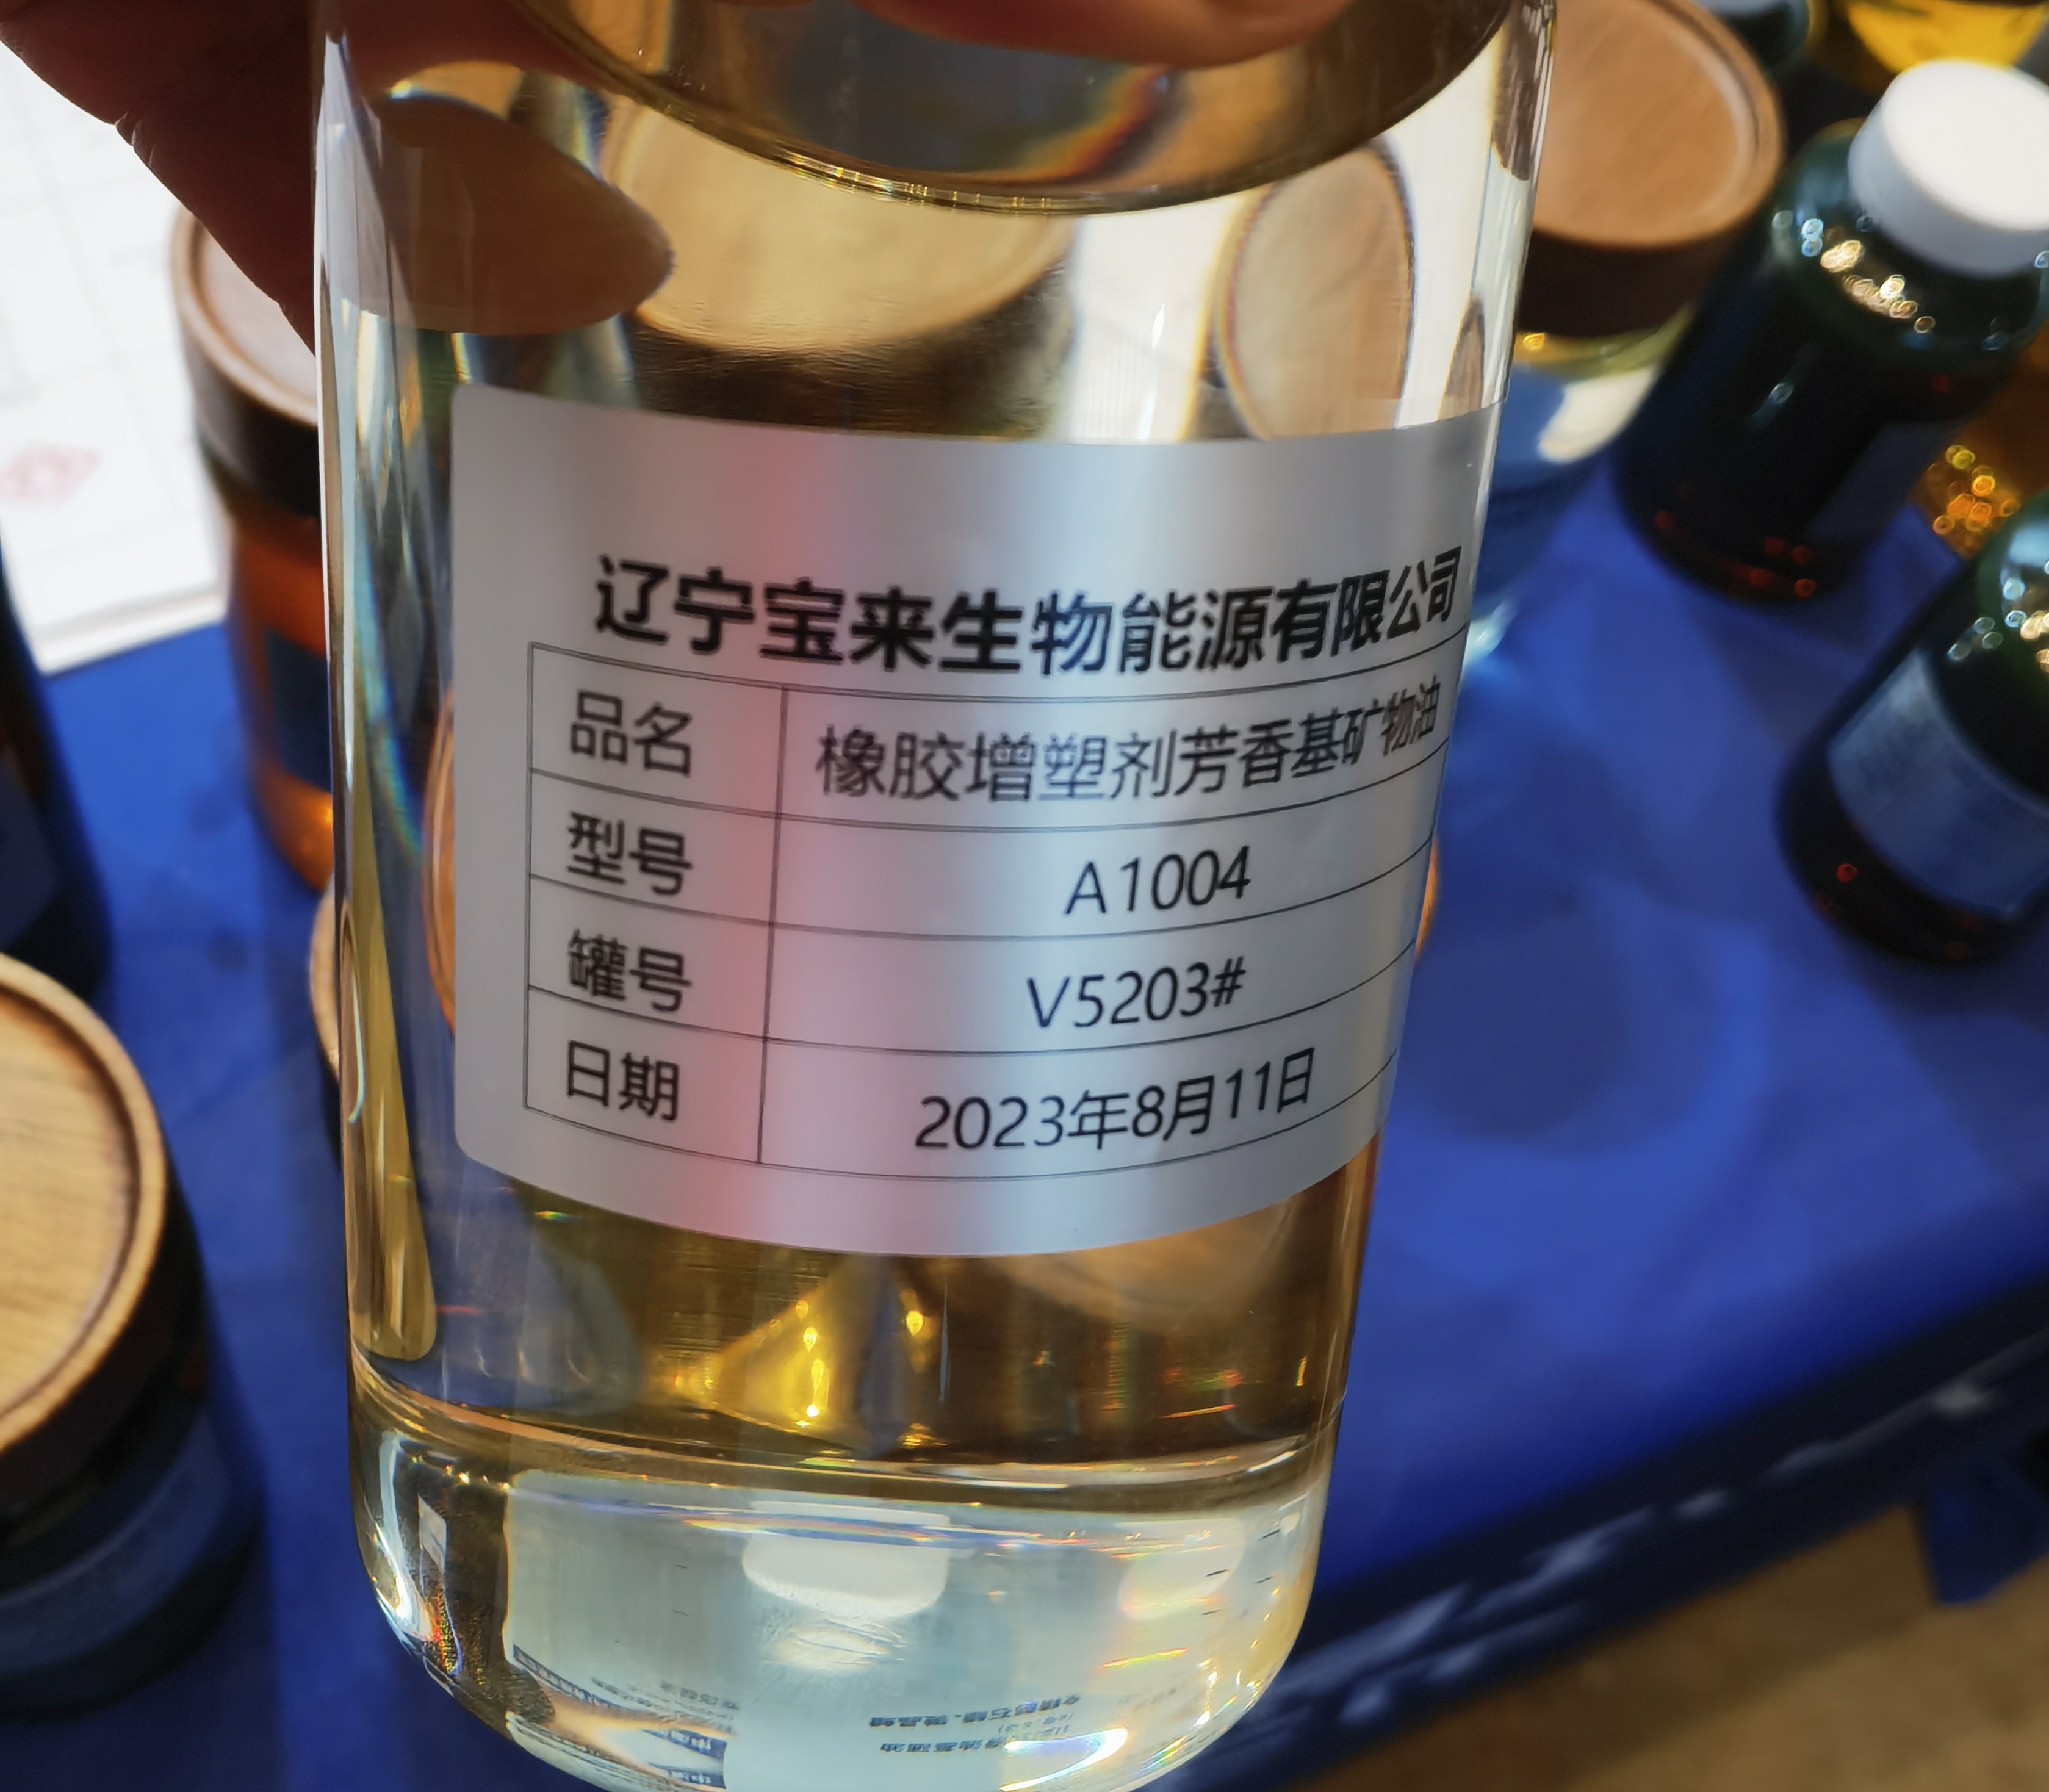 辽宁宝来生物能源有限公司
品名 橡胶增塑剂芳香基矿物油
型号 A1004
罐号 V5203#
日期 2023年8月11日